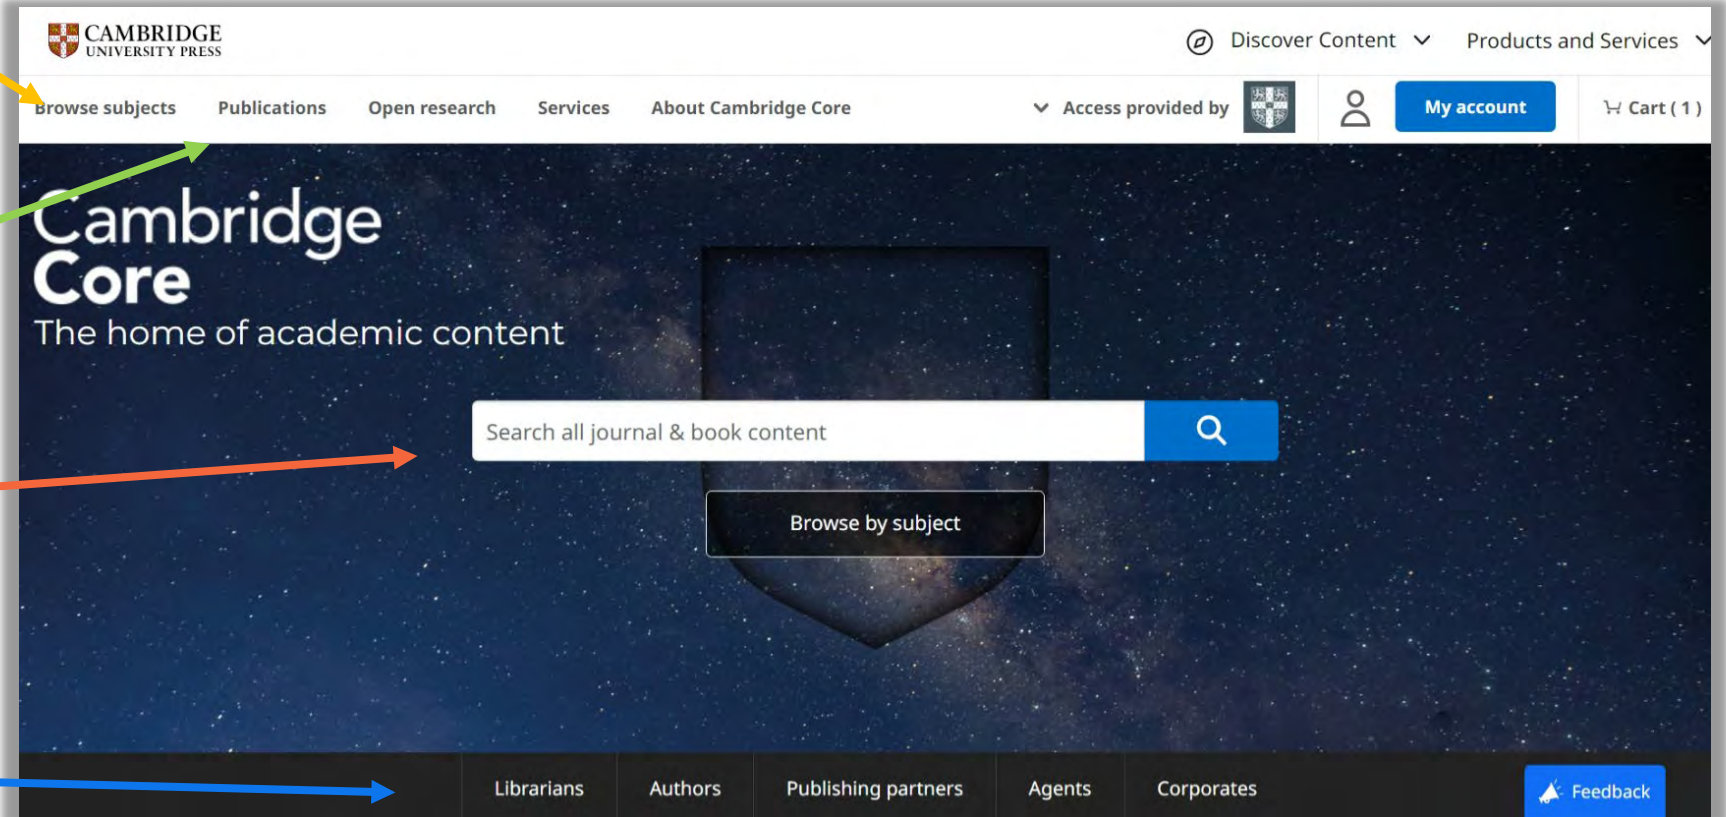 CAMBRIDGE
UNIVERSITY PRESS
Discover Content
Products and Services
Browse subjects
Publications
Open research
Services
About Cambridge Core
Access provided by
My account
Cart ( 1 )
Cambridge
Core
The home of academic content
Search all journal & book content
Browse by subject
Librarians
Authors
Publishing partners
Agents
Corporates
Feedback